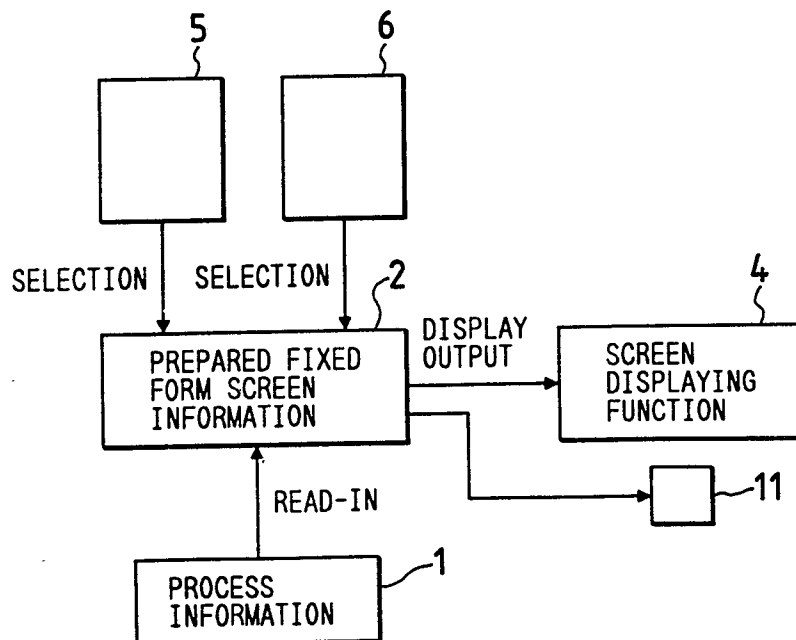 5
6
SELECTION
SELECTION
2
DISPLAY
OUTPUT
4
PREPARED FIXED
FORM SCREEN
INFORMATION
SCREEN
DISPLAYING
FUNCTION
11
READ-IN
1
PROCESS
INFORMATION